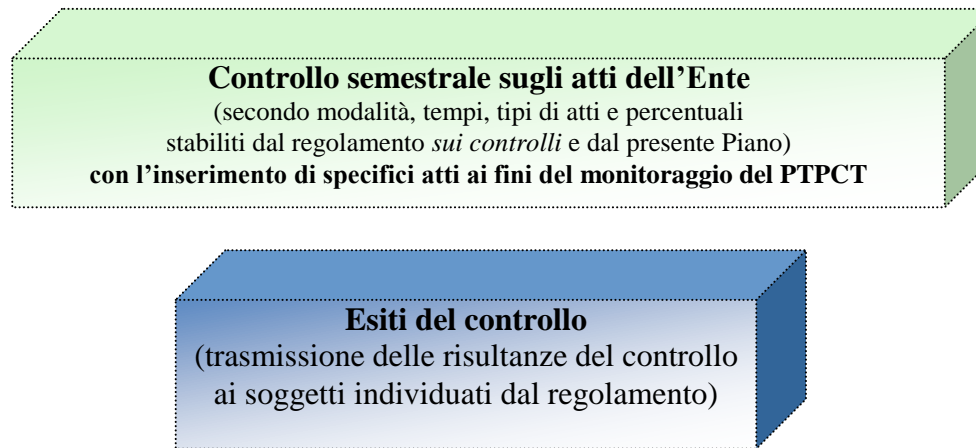 Controllo semestrale sugli atti dell’Ente
(secondo modalità, tempi, tipi di atti e percentuali
stabiliti dal regolamento sui controlli e dal presente Piano)
con l’inserimento di specifici atti ai fini del monitoraggio del PTPCT
Esiti del controllo
(trasmissione delle risultanze del controllo
ai soggetti individuati dal regolamento)